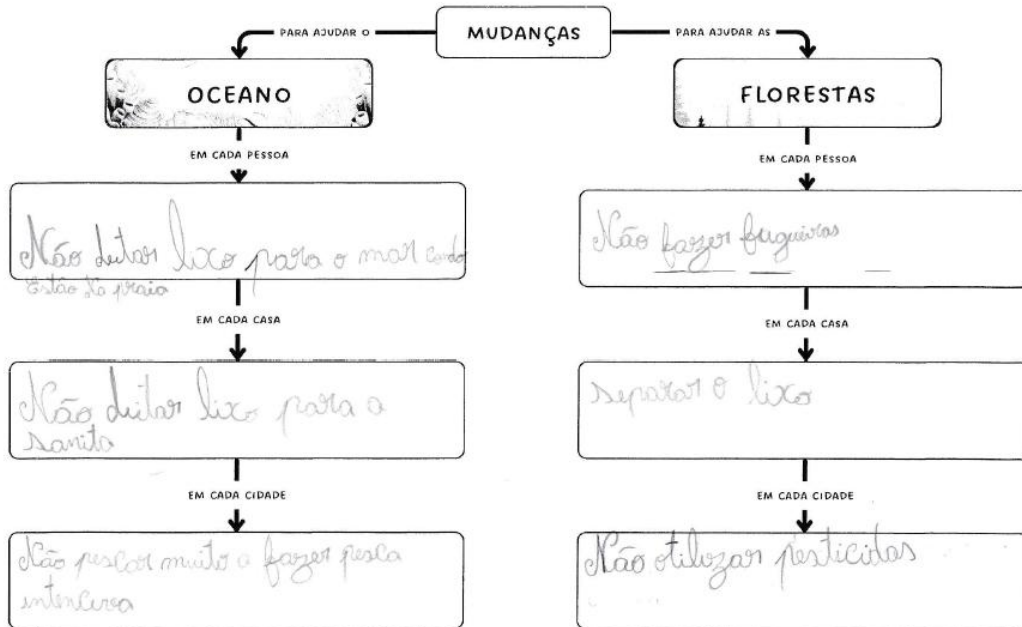 MUDANÇAS
PARA AJUDAR O
PARA AJUDAR AS
OCEANO
EM CADA PESSOA
Não deitar lixo para o mar cando
Estão na praia
EM CADA CASA
Não deitar lixo para a
sanita
EM CADA CIDADE
Não pescar muito a fazer pesca
intenciva
FLORESTAS
EM CADA PESSOA
Não fazer fugueiras
EM CADA CASA
separar o lixo
EM CADA CIDADE
Não otilizar pesticidas